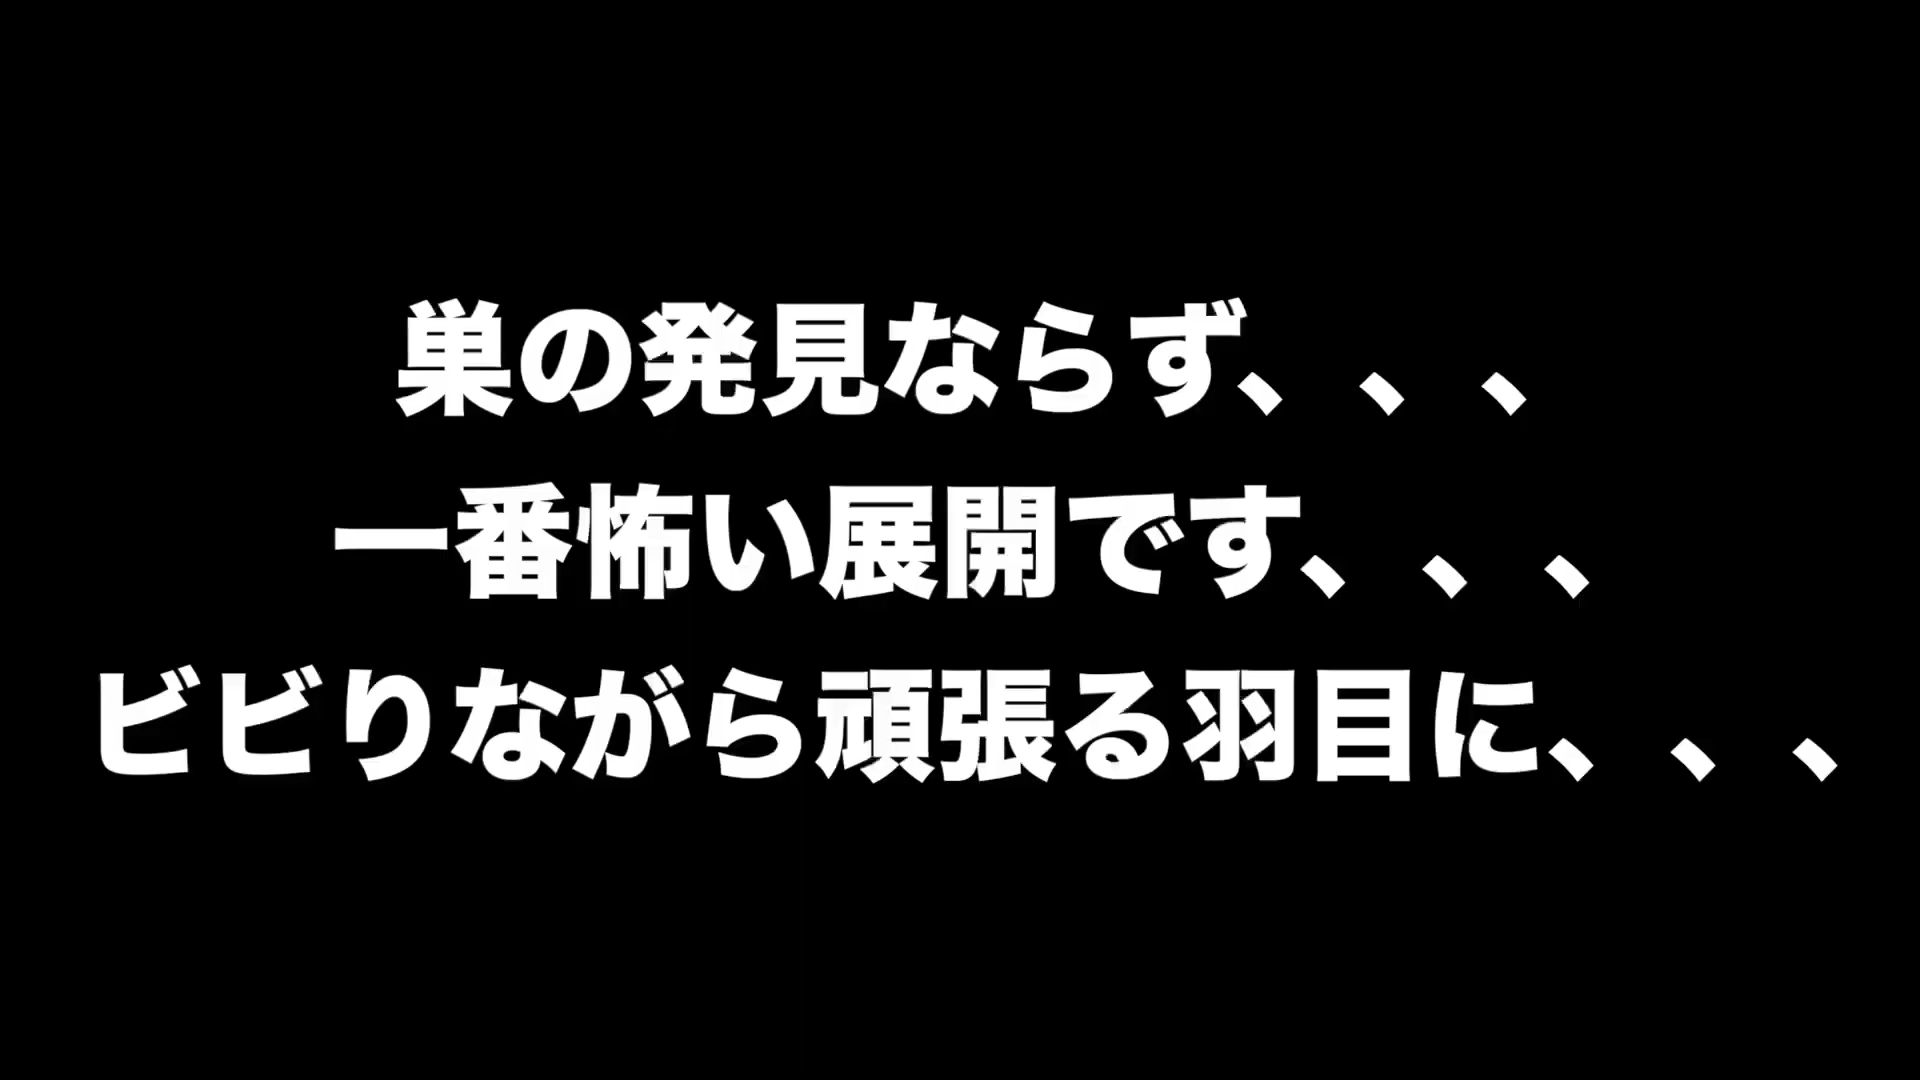 巣の発見ならず、、、
一番怖い展開です、、、
ビビりながら頑張る羽目に、、、